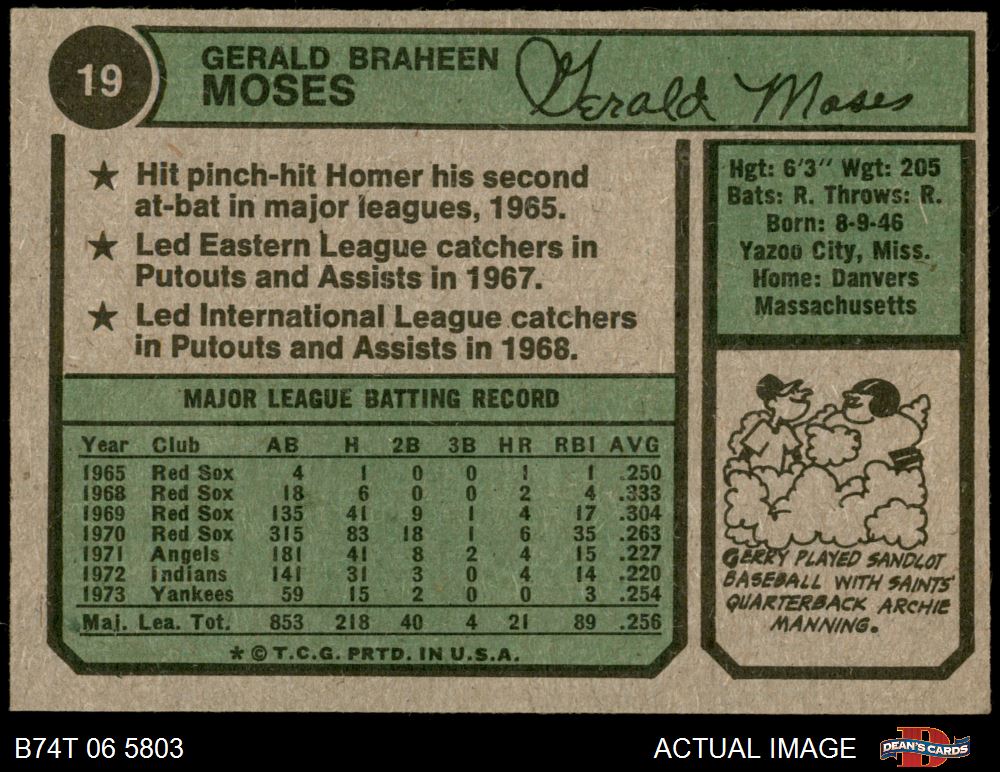 19
GERALD BRAHEEN
MOSES
Gerald Moses
★ Hit pinch-hit Homer his second
at-bat in major leagues, 1965.
★ Led Eastern League catchers in
Putouts and Assists in 1967.
★ Led International League catchers
in Putouts and Assists in 1968.
Hgt: 6'3" Wgt: 205
Bats: R. Throws: R.
Born: 8-9-46
Yazoo City, Miss.
Home: Danvers
Massachusetts
MAJOR LEAGUE BATTING RECORD
Year Club AB H 2B 3B HR RBI AVG
1965 Red Sox 4 1 0 0 1 1 .250
1968 Red Sox 18 6 0 0 2 4 .333
1969 Red Sox 135 41 9 1 4 17 .304
1970 Red Sox 315 83 18 1 6 35 .263
1971 Angels 181 41 8 2 4 15 .227
1972 Indians 141 31 3 0 4 14 .220
1973 Yankees 59 15 2 0 0 3 .254
Maj. Lea. Tot. 853 218 40 4 21 89 .256
* © T.C.G. PRTD. IN U.S.A.
GERRY PLAYED SANDLOT
BASEBALL WITH SAINTS'
QUARTERBACK ARCHIE
MANNING.
B74T 06 5803
ACTUAL IMAGE
DEAN'S CARDS